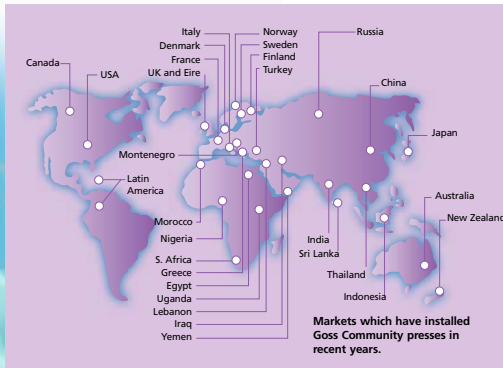 Italy
Denmark
France
UK and Eire
Norway
Sweden
Finland
Turkey
Russia
Canada
USA
China
Japan
Montenegro
Latin
America
Morocco
Nigeria
S. Africa
Greece
Egypt
Uganda
Lebanon
Iraq
Yemen
India
Sri Lanka
Thailand
Indonesia
Australia
New Zealand
Markets which have installed
Goss Community presses in
recent years.